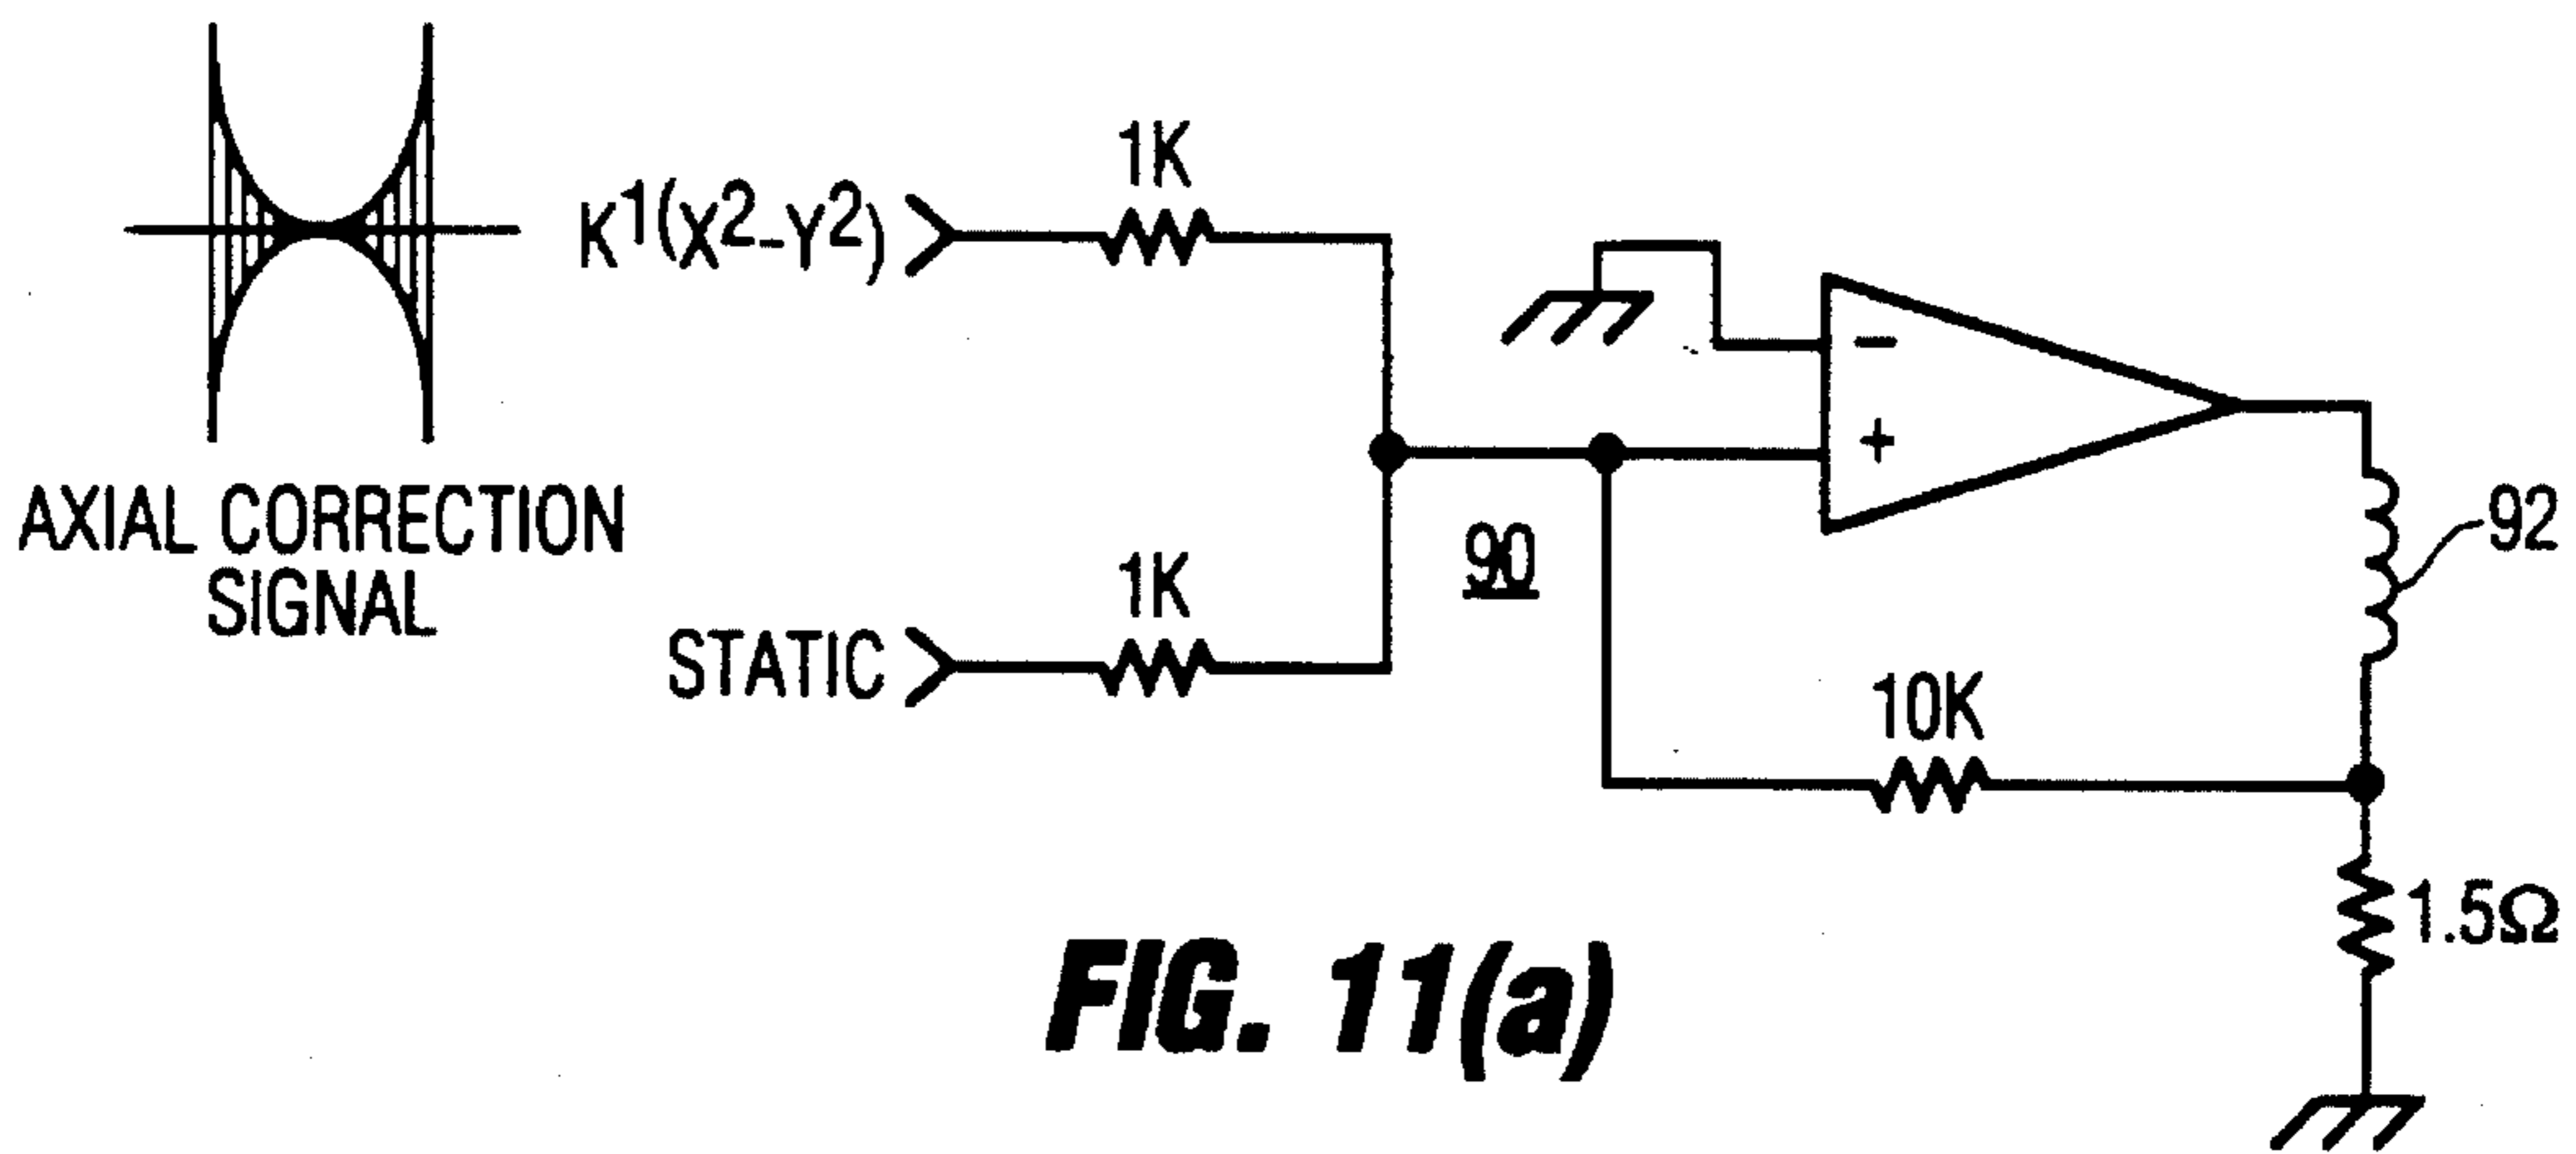 1K
K¹(X²-Y²)
AXIAL CORRECTION
SIGNAL
−
+
90
92
1K
STATIC
10K
1.5Ω
FIG. 11(a)